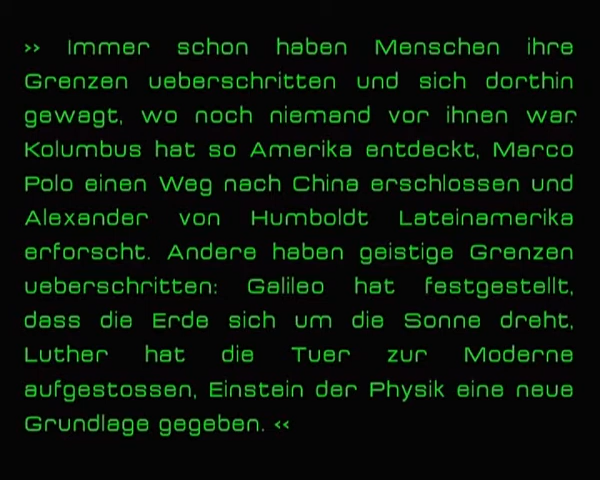 ›› Immer schon haben Menschen ihre
Grenzen ueberschritten und sich dorthin
gewagt, wo noch niemand vor ihnen war.
Kolumbus hat so Amerika entdeckt, Marco
Polo einen Weg nach China erschlossen und
Alexander von Humboldt Lateinamerika
erforscht. Andere haben geistige Grenzen
ueberschritten: Galileo hat festgestellt,
dass die Erde sich um die Sonne dreht,
Luther hat die Tuer zur Moderne
aufgestossen, Einstein der Physik eine neue
Grundlage gegeben. ‹‹